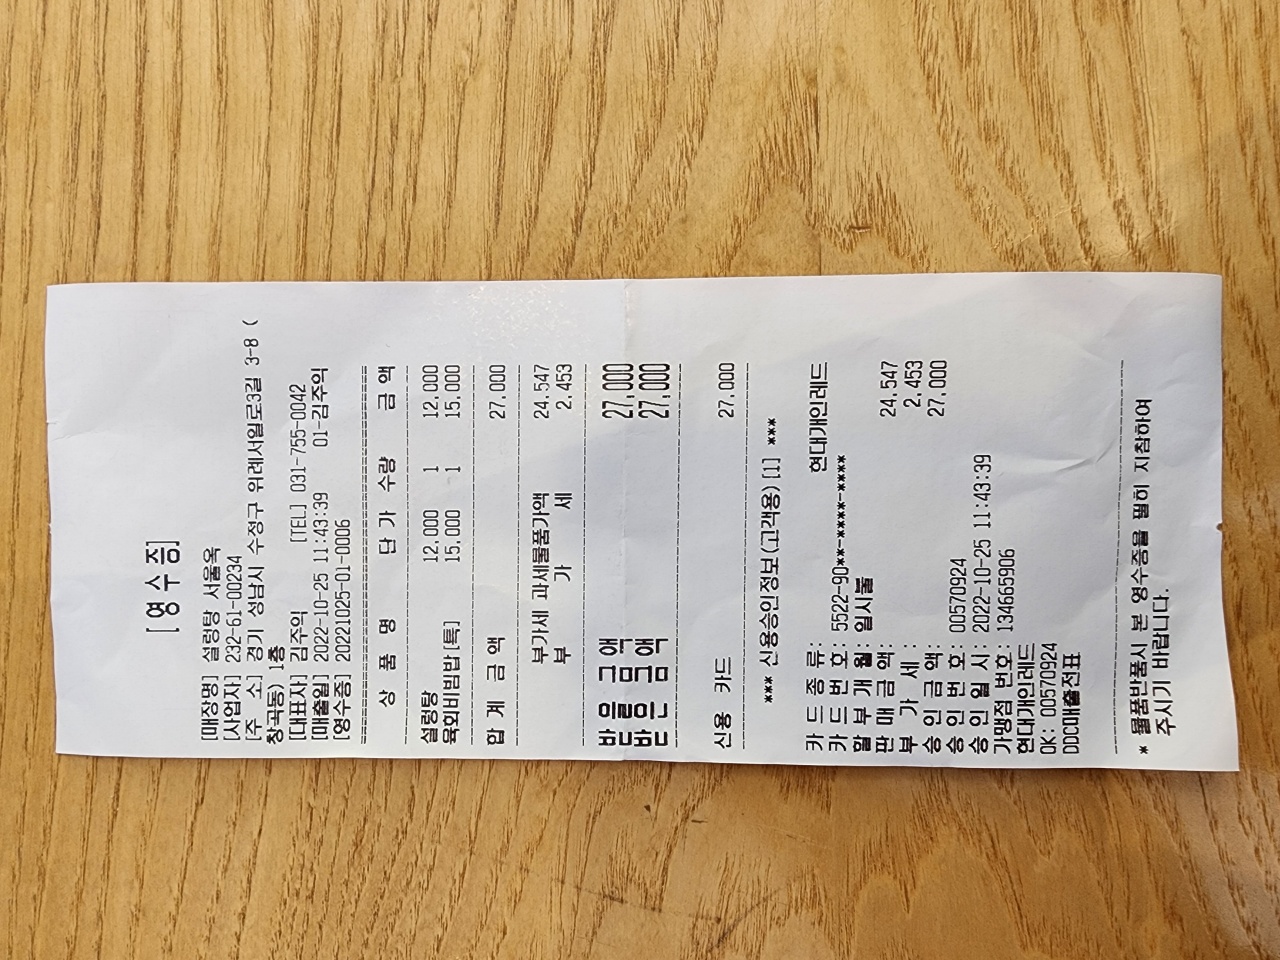 [영수증]
[매장명] 설렁탕 서울옥
[사업자] 232-61-00234
[주 소] 경기 성남시 수정구 위례서일로3길 3-8 (
창곡동) 1층
[대표자] 김주익 [TEL] 031-755-0042
[매출일] 2022-10-25 11:43:39 01-김주익
[영수증] 20221025-01-0006
상 품 명 단 가 수량 금 액
설렁탕 12,000 1 12,000
육회비빔밥[특] 15,000 1 15,000
합 계 금 액 27,000
부가세 과세물품가액 24,547
부 가 세 2,453
받을금액 27,000
받은금액 27,000
신용 카드 27,000
*** 신용승인정보(고객용) [1] ***
카 드 종 류: 현대개인레드
카 드 번 호: 5522-90**-****-****
할 부 개 월: 일시불
판 매 금 액: 24,547
부 가 세 : 2,453
승 인 금 액: 27,000
승 인 번 호: 00570924
승 인 일 시: 2022-10-25 11:43:39
가맹점 번호: 134665906
현대개인레드
OK: 00570924
DDC매출전표
* 물품반품시 본 영수증을 필히 지참하여
주시기 바랍니다.